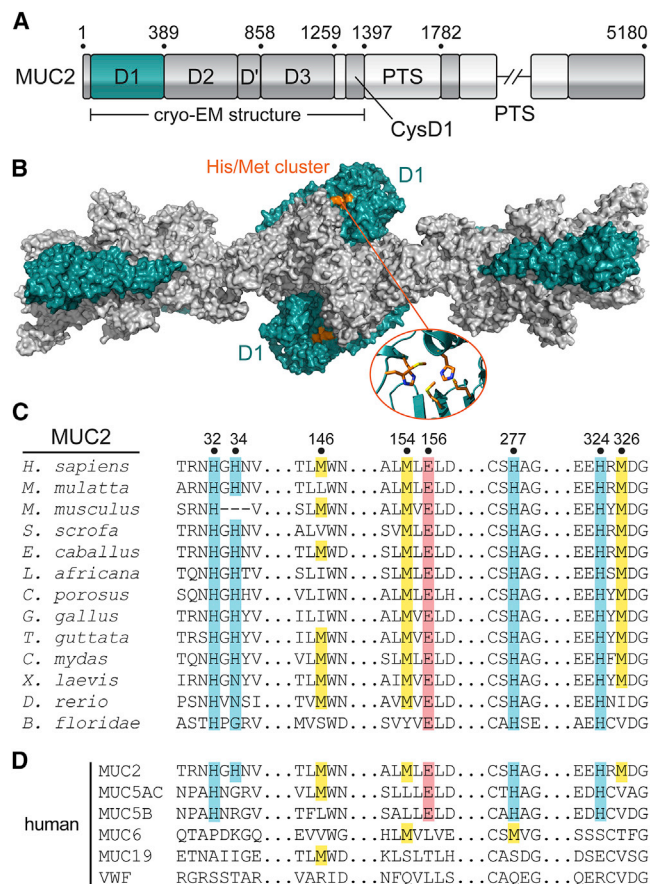 A
1 389 858 1259 1397 1782 5180
MUC2 D1 D2 D' D3 PTS
cryo-EM structure CysD1 PTS
B
His/Met cluster D1
D1
C
MUC2 32 34 146 154 156 277 324 326
H. sapiens TRNHGHNV...TLMWN...ALMLELD...CSHAG...EEHRMDG
M. mulatta ARNHGHNV...TLLWN...ALMLELD...CSHAG...EEHRMDG
M. musculus SRNH---V...SLMWN...ALMVELD...CSHAG...EEHYMDG
S. scrofa TRNHGHNV...ALVWN...SVMLELD...CSHAG...EEHRMDG
E. caballus TRNHGHNV...TLMWD...SLMLELD...CSHAG...EEHRMDG
L. africana TQNHGHTV...SLIWN...ALMLELD...CSHAG...EEHSMDG
C. porosus SQNHGHHV...VLIWN...ALMLELH...CSHAG...EEHYMDG
G. gallus TRNHGHYV...ILIWN...ALMVELD...CSHAG...EEHYMDG
T. guttata TRSHGHYV...ILMWN...ALMVELD...CSHAG...EEHYMDG
C. mydas TQNHGHYV...VLMWN...SLMLELD...CSHAG...EEHFMDG
X. laevis IRNHGNYV...TLMWN...AIMVELD...CSHAG...EEHYMDG
D. rerio PSNHVNSI...TVMWN...AVMVELD...CSHAG...EEHNIDG
B. floridae ASTHPGRV...MVSWD...SVYVELD...CAHSE...AEHCVDG
D
human
MUC2 TRNHGHNV...TLMWN...ALMLELD...CSHAG...EEHRMDG
MUC5AC NPAHNGRV...VLMWN...SLLLELD...CTHAG...EDHCVAG
MUC5B NPAHNRGV...TFLWN...SALLELD...CAHAG...EDHCVDG
MUC6 QTAPDKGQ...EVVWG...HLMVLVE...CSMVG...SSSCTFG
MUC19 ETNAIIGE...TLMWD...KLSLTLH...CASDG...DSECVSG
VWF RGRSSTAR...VARID...NFQVLLS...CAQEG...QERCVDG